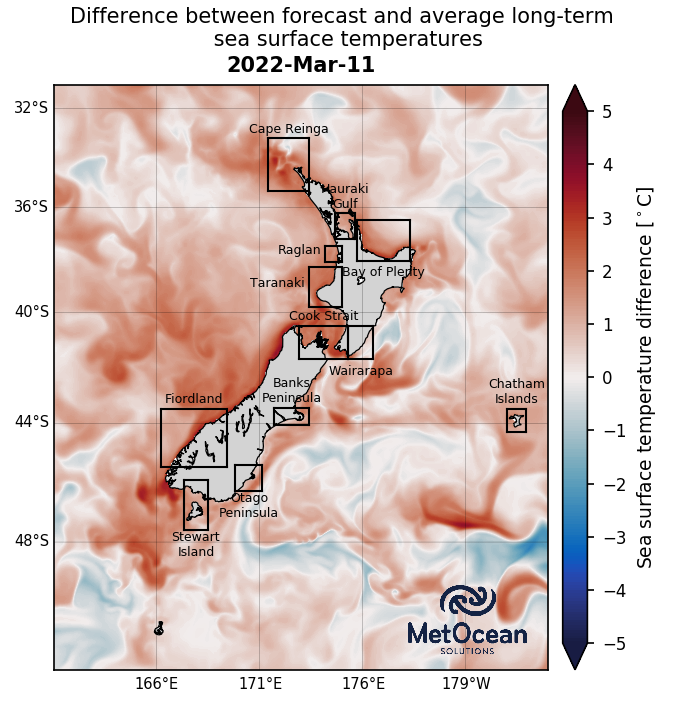 Difference between forecast and average long-term
sea surface temperatures
2022-Mar-11
32°S
36°S
40°S
44°S
48°S
Cape Reinga
Hauraki
Gulf
Raglan
Bay of Plenty
Taranaki
Cook Strait
Wairarapa
Banks
Peninsula
Fiordland
Chatham
Islands
Otago
Peninsula
Stewart
Island
MetOcean
SOLUTIONS
166°E
171°E
176°E
179°W
5
4
3
2
1
0
−1
−2
−3
−4
−5
Sea surface temperature difference [°C]